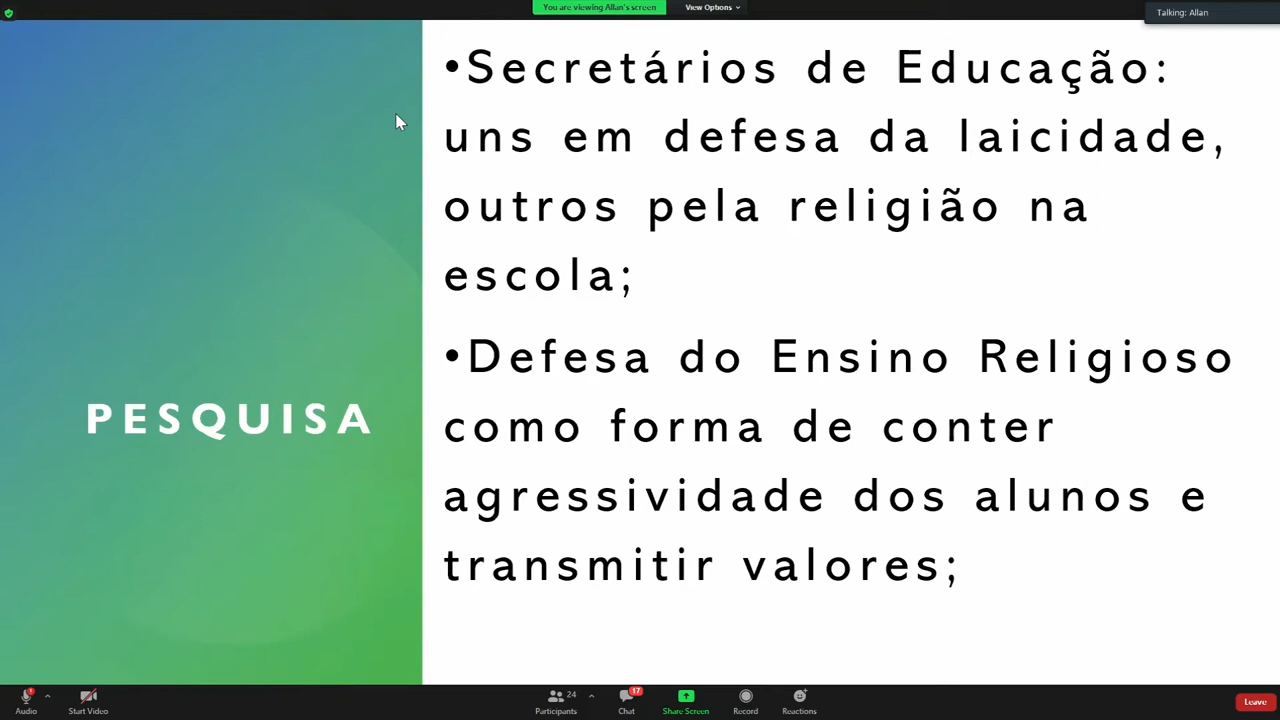 You are viewing Allan's screen
View Options
Talking: Allan
•Secretários de Educação:
uns em defesa da laicidade,
outros pela religião na
escola;
•Defesa do Ensino Religioso
como forma de conter
agressividade dos alunos e
transmitir valores;
PESQUISA
Audio
Start Video
Participants
24
Chat
17
Share Screen
Record
Reactions
Leave